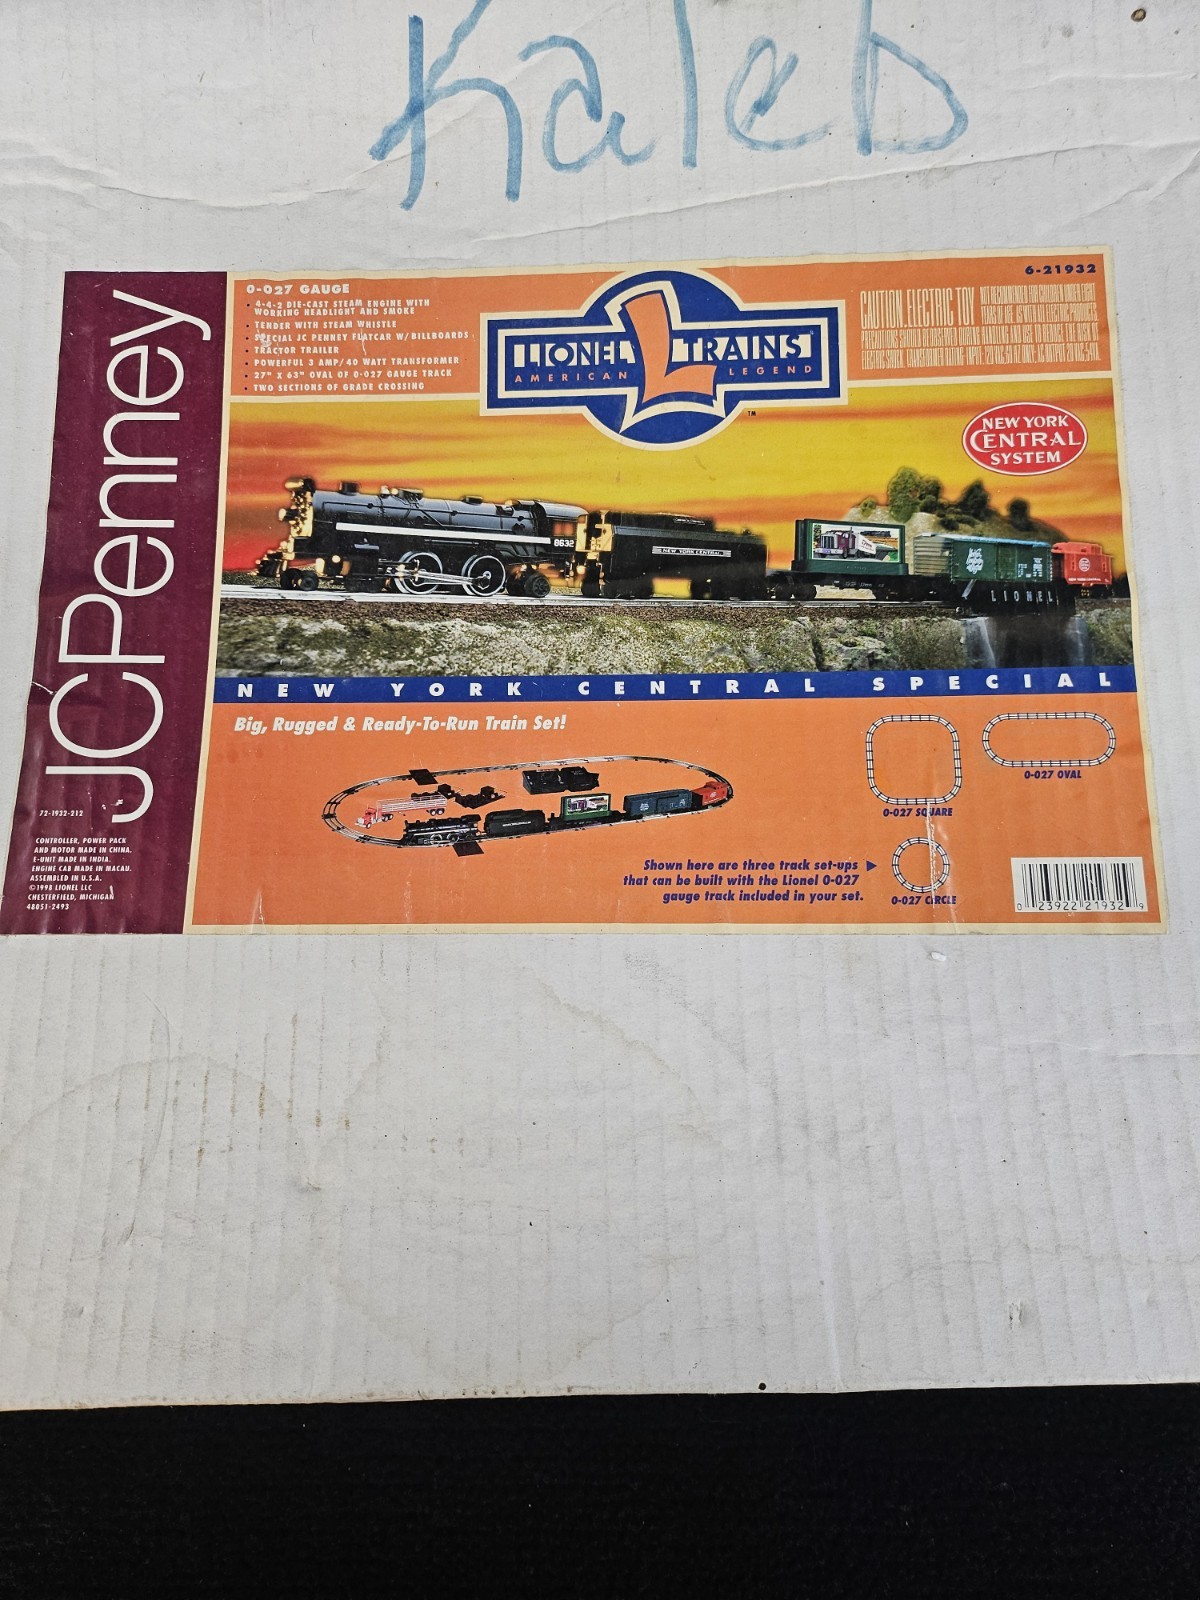 Kaleb
JCPenney
72-1932-212
CONTROLLER, POWER PACK
AND MOTOR MADE IN CHINA.
E-UNIT MADE IN INDIA.
ENGINE CAB MADE IN MACAU.
ASSEMBLED IN U.S.A.
©1998 LIONEL LLC
CHESTERFIELD, MICHIGAN
48051-2493
0-027 GAUGE
• 4-4-2 DIE-CAST STEAM ENGINE WITH
WORKING HEADLIGHT AND SMOKE
• TENDER WITH STEAM WHISTLE
• SPECIAL JC PENNEY FLATCAR W/BILLBOARDS
• TRACTOR TRAILER
• POWERFUL 3 AMP/40 WATT TRANSFORMER
• 27" X 63" OVAL OF 0-027 GAUGE TRACK
• TWO SECTIONS OF GRADE CROSSING
LIONEL L TRAINS
AMERICAN LEGEND
TM
6-21932
CAUTION.ELECTRIC TOY
NEW YORK
CENTRAL
SYSTEM
8632
NEW YORK CENTRAL
LIONEL
NEW YORK CENTRAL SPECIAL
Big, Rugged & Ready-To-Run Train Set!
Shown here are three track set-ups ▶
that can be built with the Lionel 0-027
gauge track included in your set.
0-027 SQUARE
0-027 OVAL
0-027 CIRCLE
0 23922 21932 9